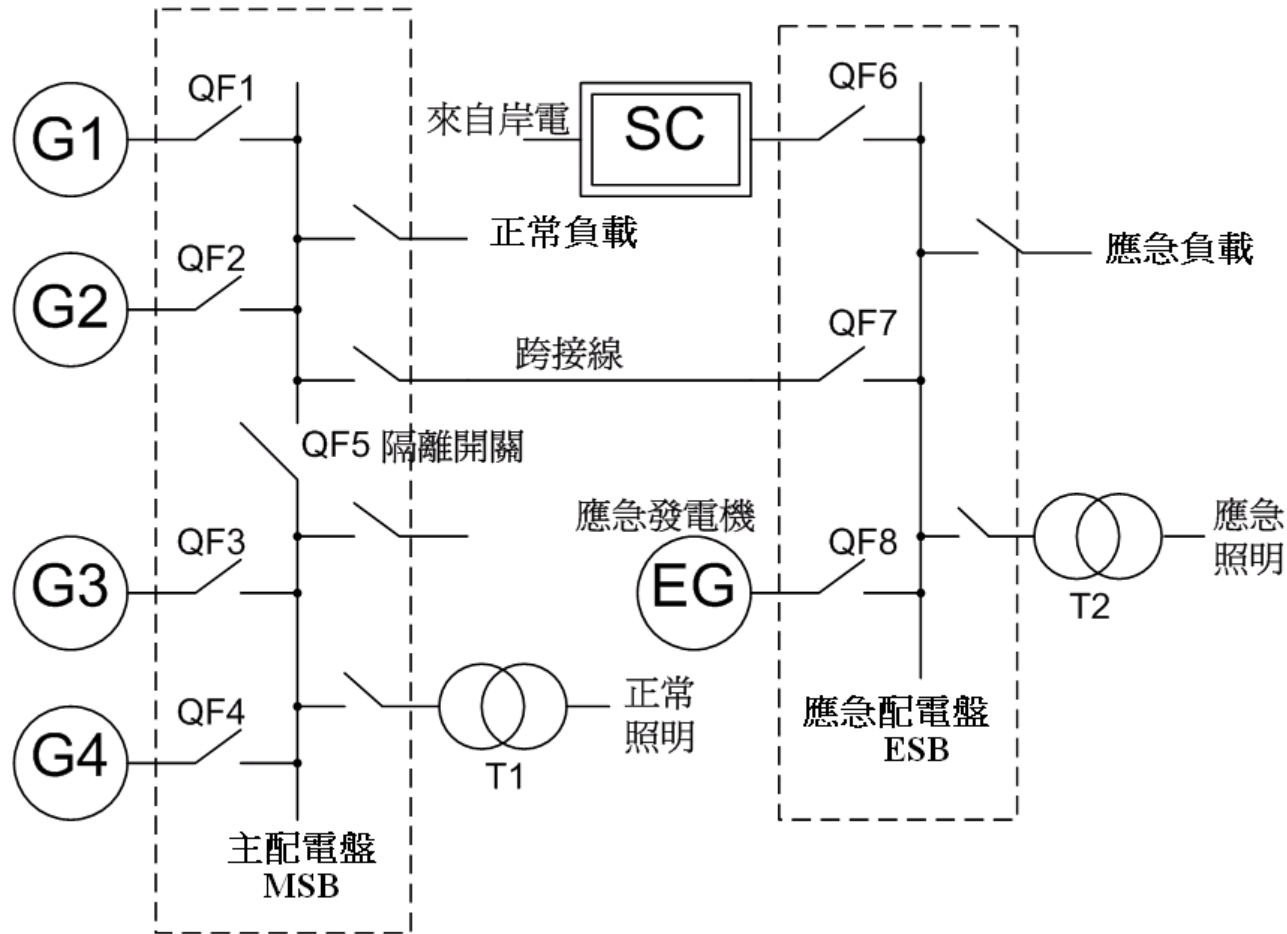 QF1
G1
QF2
G2
正常負載
跨接線
QF5 隔離開關
QF3
G3
QF4
G4
正常
照明
T1
主配電盤
MSB
來自岸電
SC
QF6
應急負載
QF7
應急發電機
EG
QF8
應急
照明
T2
應急配電盤
ESB